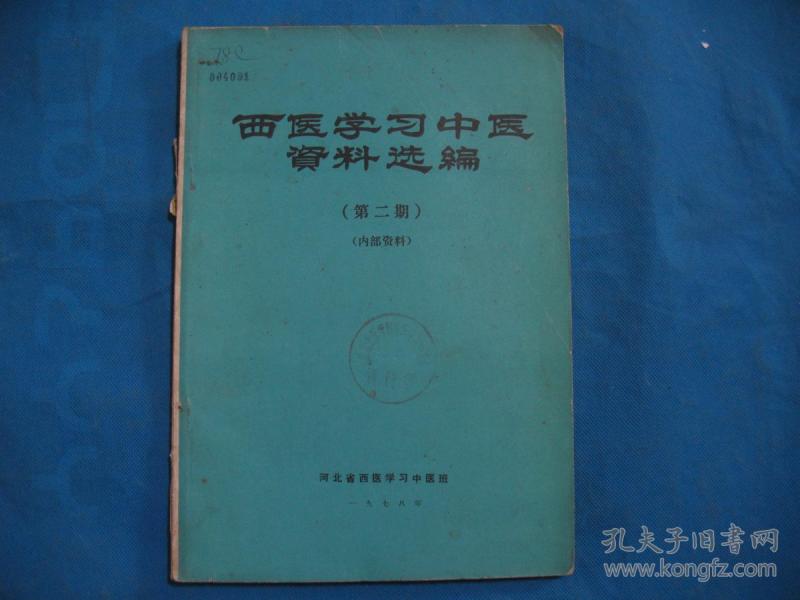 004091
西医学习中医
資料选編
(第二期)
(内部资料)
河北省西医学习中医班
一九七八年
孔夫子旧书网
www.kongfz.com